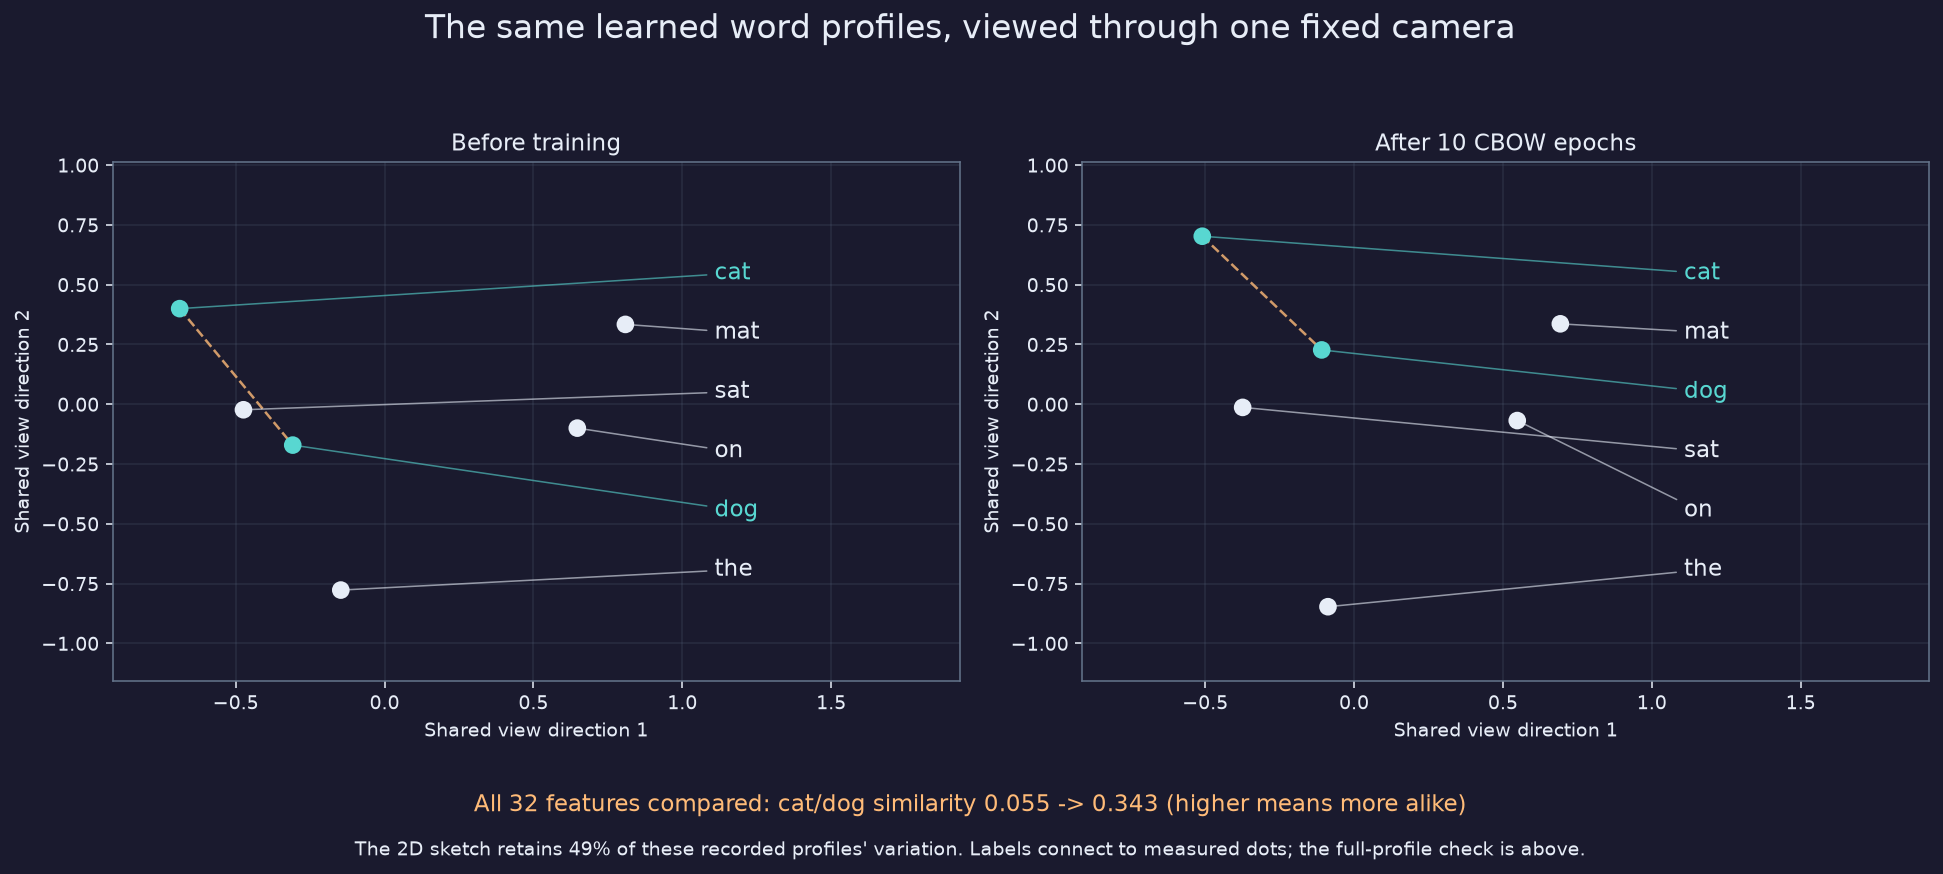 The same learned word profiles, viewed through one fixed camera
Before training
1.00
0.75
0.50
0.25
0.00
−0.25
−0.50
−0.75
−1.00
Shared view direction 2
cat
mat
sat
on
dog
the
−0.5
0.0
0.5
1.0
1.5
Shared view direction 1
After 10 CBOW epochs
1.00
0.75
0.50
0.25
0.00
−0.25
−0.50
−0.75
−1.00
Shared view direction 2
cat
mat
dog
sat
on
the
−0.5
0.0
0.5
1.0
1.5
Shared view direction 1
All 32 features compared: cat/dog similarity 0.055 -> 0.343 (higher means more alike)
The 2D sketch retains 49% of these recorded profiles' variation. Labels connect to measured dots; the full-profile check is above.